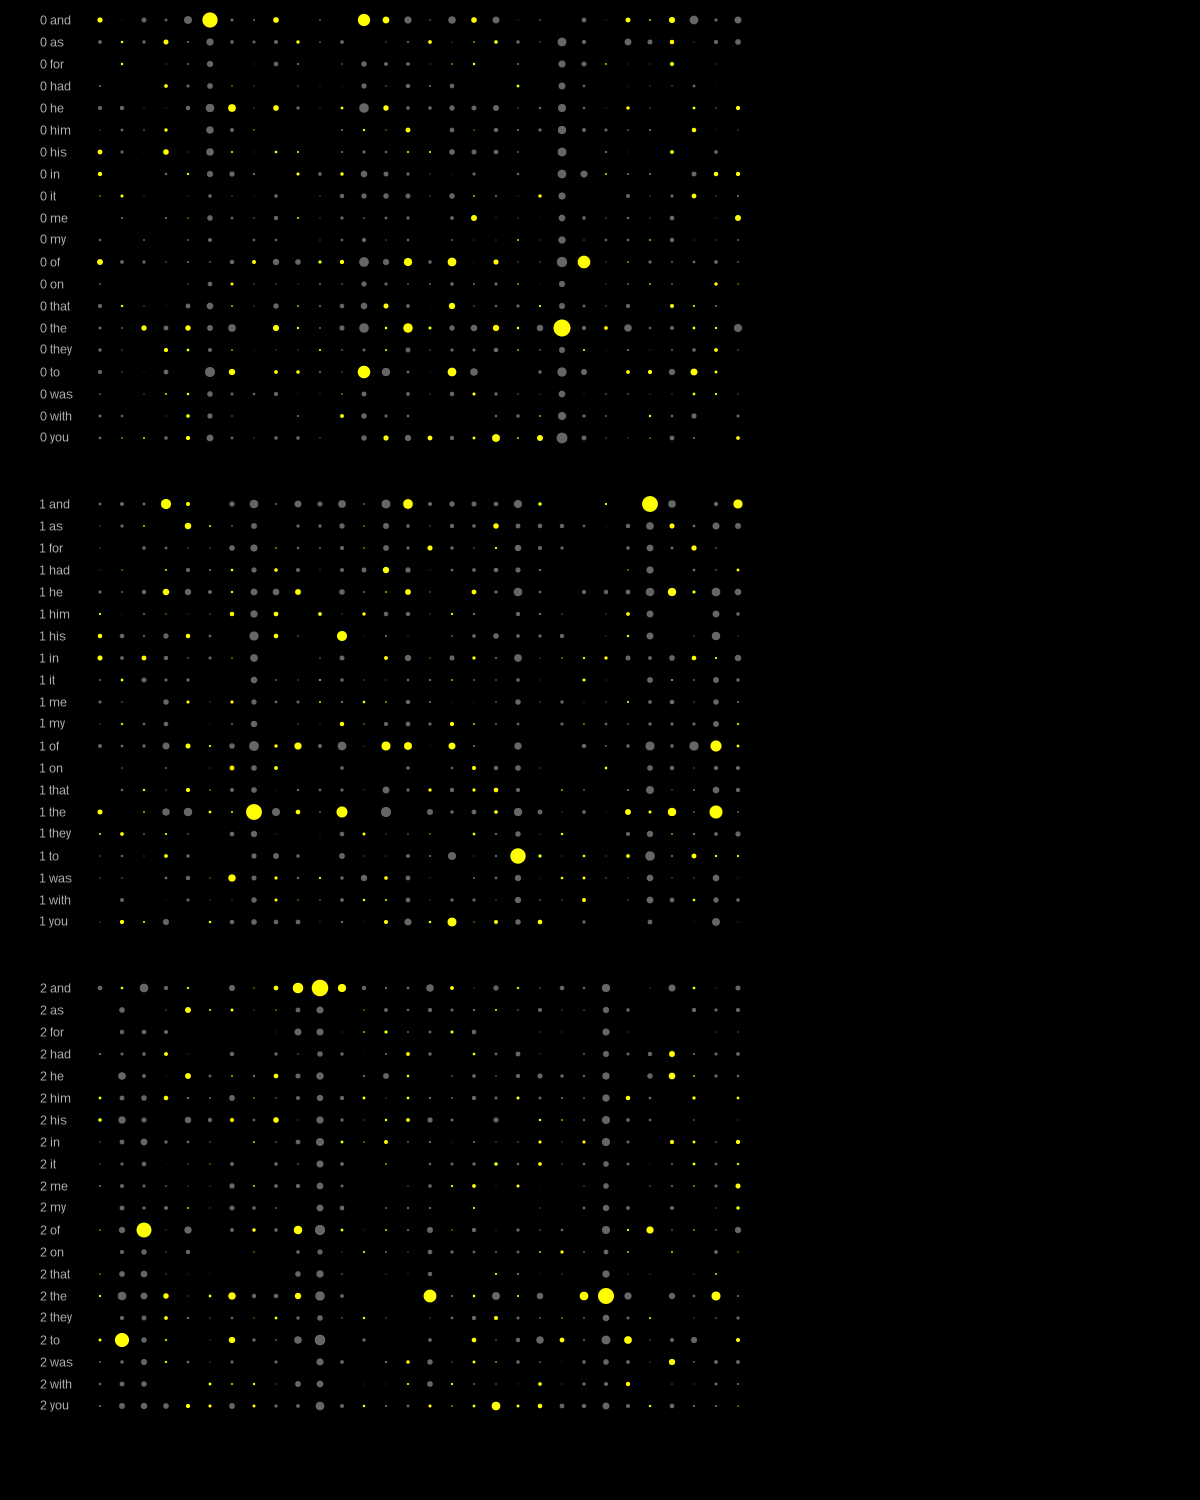 0 and
0 as
0 for
0 had
0 he
0 him
0 his
0 in
0 it
0 me
0 my
0 of
0 on
0 that
0 the
0 they
0 to
0 was
0 with
0 you
1 and
1 as
1 for
1 had
1 he
1 him
1 his
1 in
1 it
1 me
1 my
1 of
1 on
1 that
1 the
1 they
1 to
1 was
1 with
1 you
2 and
2 as
2 for
2 had
2 he
2 him
2 his
2 in
2 it
2 me
2 my
2 of
2 on
2 that
2 the
2 they
2 to
2 was
2 with
2 you